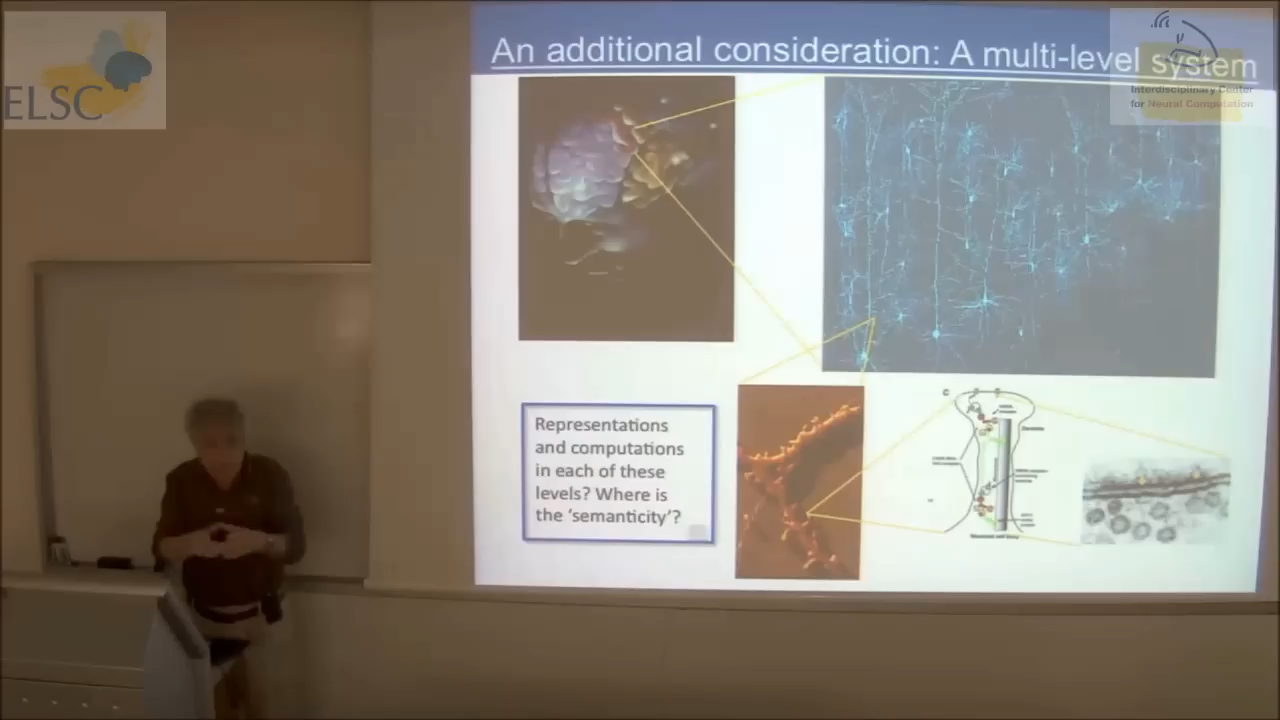 ELSC
An additional consideration: A multi-level system
Interdisciplinary Center
for Neural Computation
Representations
and computations
in each of these
levels? Where is
the 'semanticity'?
C